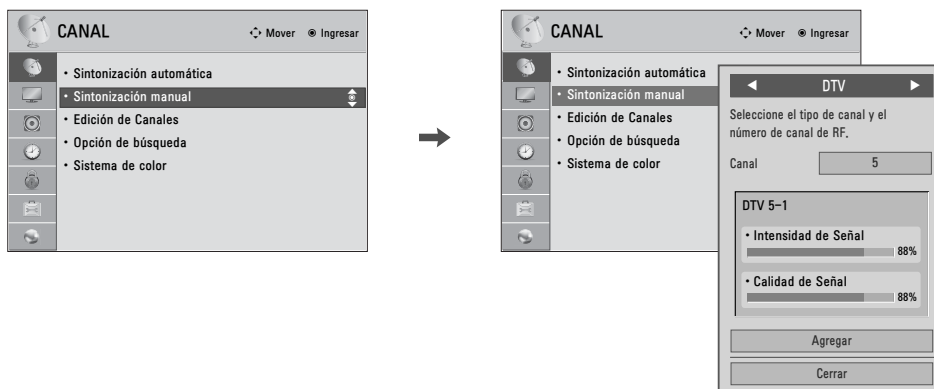 CANAL
Mover
Ingresar
• Sintonización automática
• Sintonización manual
• Edición de Canales
• Opción de búsqueda
• Sistema de color
CANAL
Mover
Ingresar
• Sintonización automática
• Sintonización manual
• Edición de Canales
• Opción de búsqueda
• Sistema de color
DTV
Seleccione el tipo de canal y el
número de canal de RF.
Canal
5
DTV 5-1
• Intensidad de Señal
88%
• Calidad de Señal
88%
Agregar
Cerrar